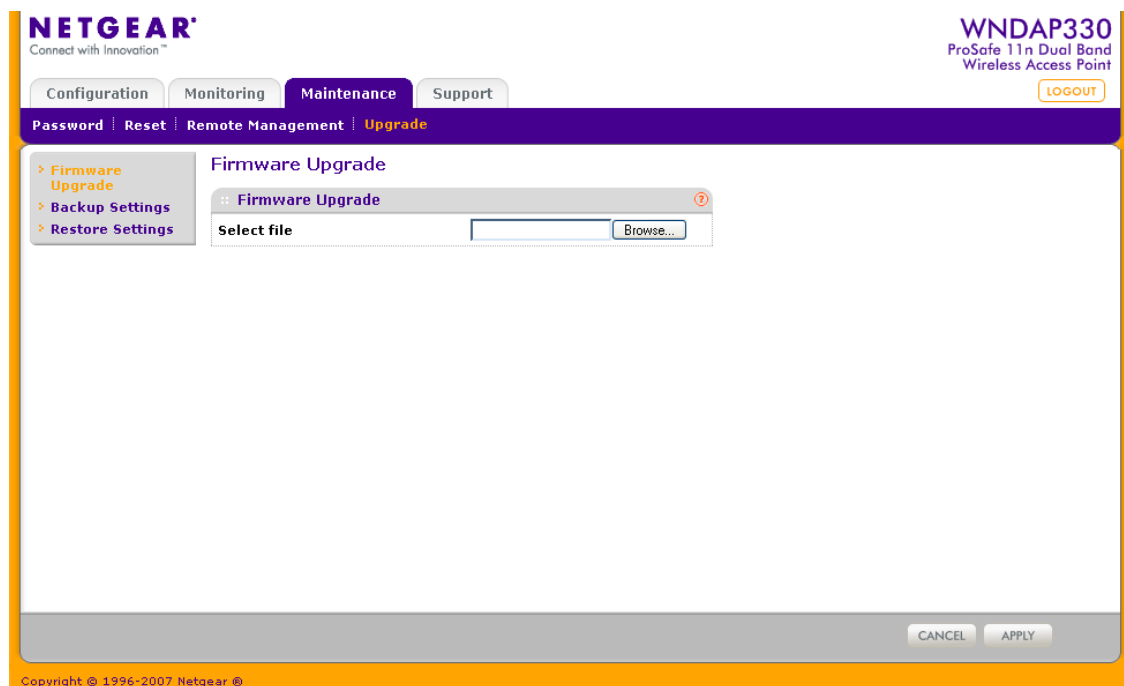 NETGEAR®
Connect with Innovation™
WNDAP330
ProSafe 11n Dual Band
Wireless Access Point
Configuration Monitoring Maintenance Support
LOGOUT
Password Reset Remote Management Upgrade
Firmware
Upgrade
Backup Settings
Restore Settings
Firmware Upgrade
Firmware Upgrade ?
Select file Browse...
CANCEL APPLY
Copyright © 1996-2007 Netgear ®